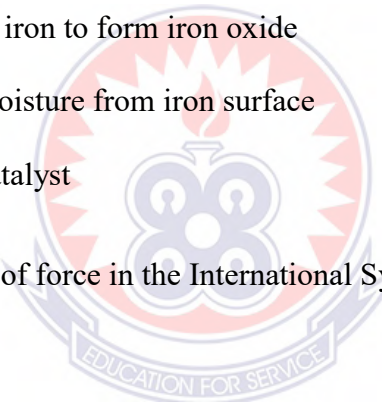 iron to form iron oxide
oisture from iron surface
talyst
of force in the International Sy
EDUCATION FOR SERVICE